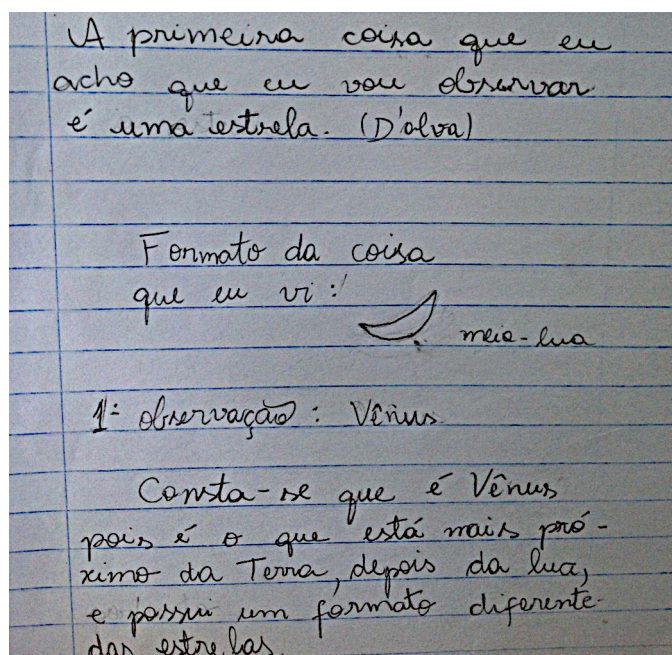 A primeira coisa que eu
acho que eu vou observar
é uma estrela. (D'alva)
Formato da coisa
que eu vi:
meia-lua
1ª observação: Vênus
Consta-se que é Vênus
pois é o que está mais pró-
ximo da Terra, depois da lua,
e possui um formato diferente
das estrelas.